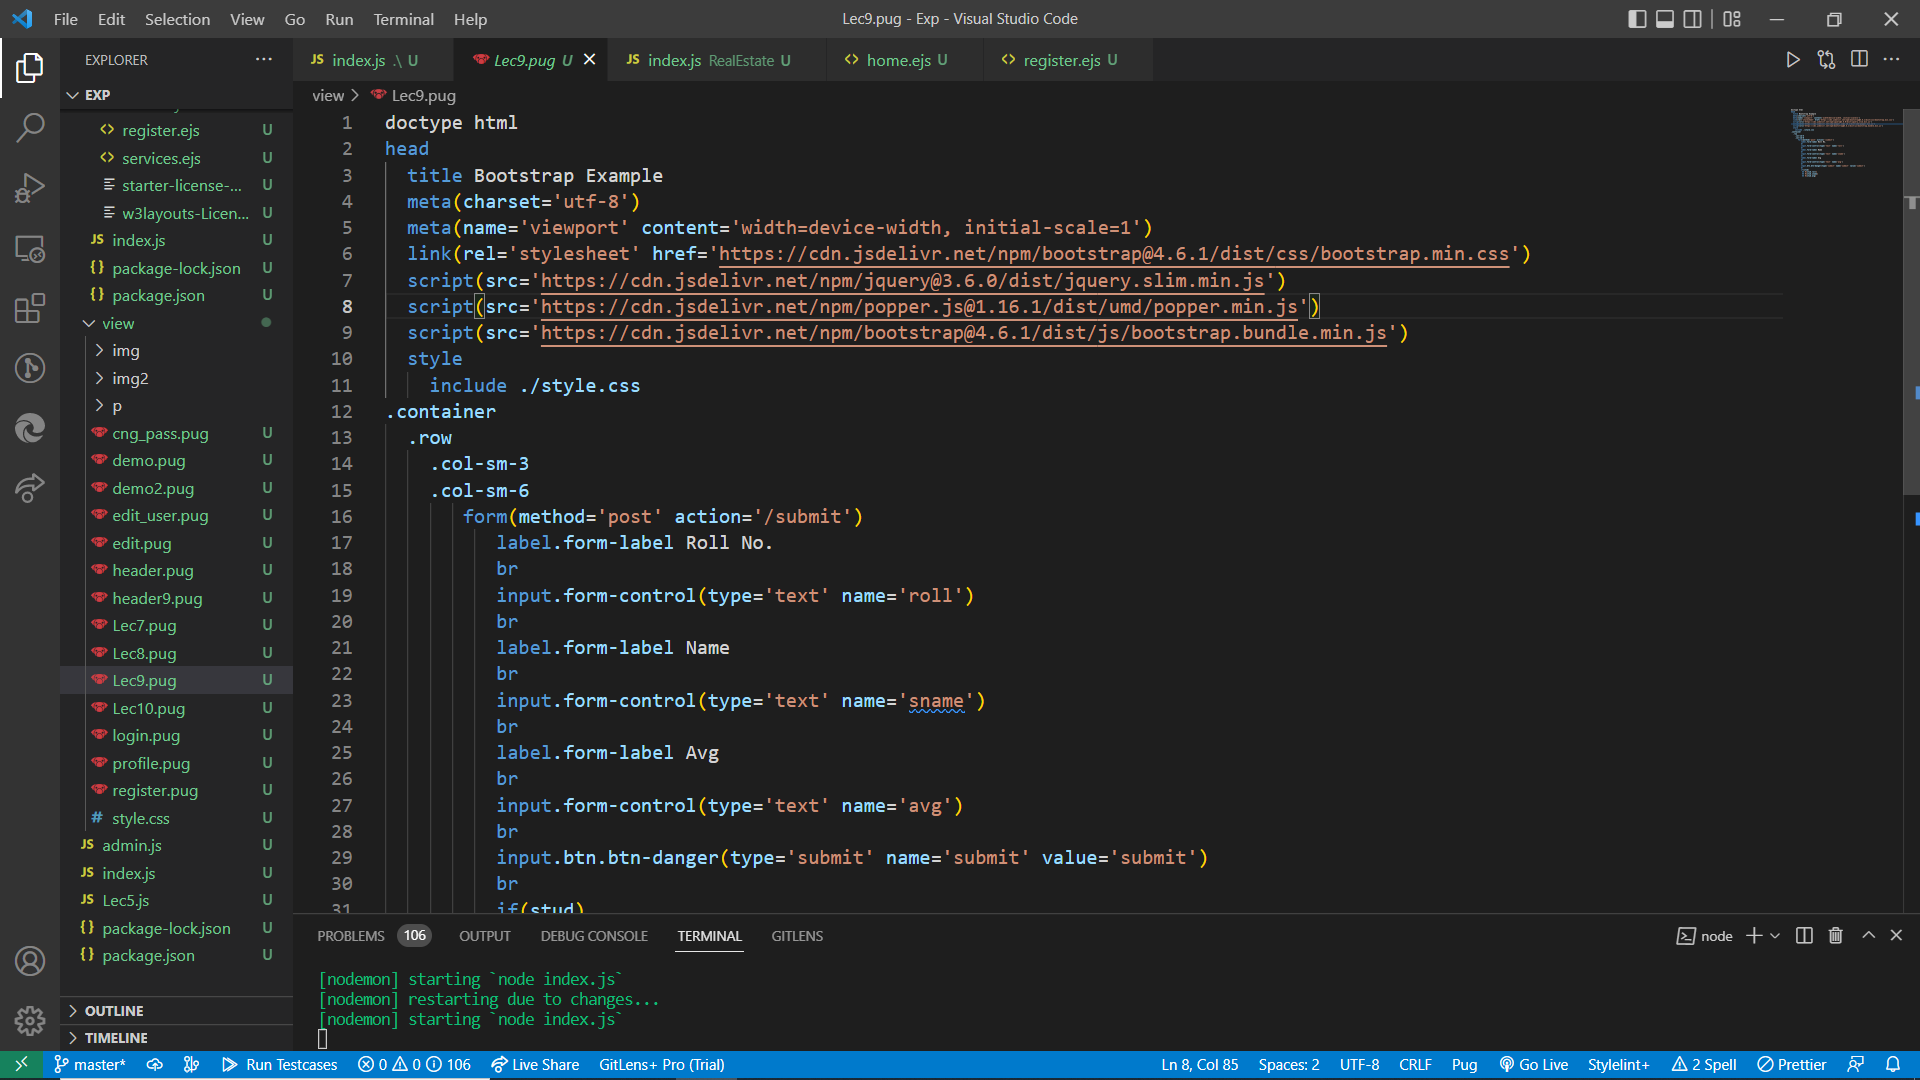 File Edit Selection View Go Run Terminal Help
Lec9.pug - Exp - Visual Studio Code
EXPLORER
JS index.js .\ U
Lec9.pug U
JS index.js RealEstate U
<> home.ejs U
<> register.ejs U
EXP
view > Lec9.pug
<> register.ejs U
<> services.ejs U
starter-license-... U
w3layouts-Licen... U
JS index.js U
{} package-lock.json U
{} package.json U
view
img
img2
p
cng_pass.pug U
demo.pug U
demo2.pug U
edit_user.pug U
edit.pug U
header.pug U
header9.pug U
Lec7.pug U
Lec8.pug U
Lec9.pug U
Lec10.pug U
login.pug U
profile.pug U
register.pug U
# style.css U
JS admin.js U
JS index.js U
JS Lec5.js U
{} package-lock.json U
{} package.json U
OUTLINE
TIMELINE
1 doctype html
2 head
3 title Bootstrap Example
4 meta(charset='utf-8')
5 meta(name='viewport' content='width=device-width, initial-scale=1')
6 link(rel='stylesheet' href='https://cdn.jsdelivr.net/npm/bootstrap@4.6.1/dist/css/bootstrap.min.css')
7 script(src='https://cdn.jsdelivr.net/npm/jquery@3.6.0/dist/jquery.slim.min.js')
8 script(src='https://cdn.jsdelivr.net/npm/popper.js@1.16.1/dist/umd/popper.min.js')
9 script(src='https://cdn.jsdelivr.net/npm/bootstrap@4.6.1/dist/js/bootstrap.bundle.min.js')
10 style
11 include ./style.css
12 .container
13 .row
14 .col-sm-3
15 .col-sm-6
16 form(method='post' action='/submit')
17 label.form-label Roll No.
18 br
19 input.form-control(type='text' name='roll')
20 br
21 label.form-label Name
22 br
23 input.form-control(type='text' name='sname')
24 br
25 label.form-label Avg
26 br
27 input.form-control(type='text' name='avg')
28 br
29 input.btn.btn-danger(type='submit' name='submit' value='submit')
30 br
31 if(stud)
PROBLEMS 106 OUTPUT DEBUG CONSOLE TERMINAL GITLENS
node
[nodemon] starting `node index.js`
[nodemon] restarting due to changes...
[nodemon] starting `node index.js`
master* Run Testcases 0 0 106 Live Share GitLens+ Pro (Trial)
Ln 8, Col 85 Spaces: 2 UTF-8 CRLF Pug Go Live Stylelint+ 2 Spell Prettier